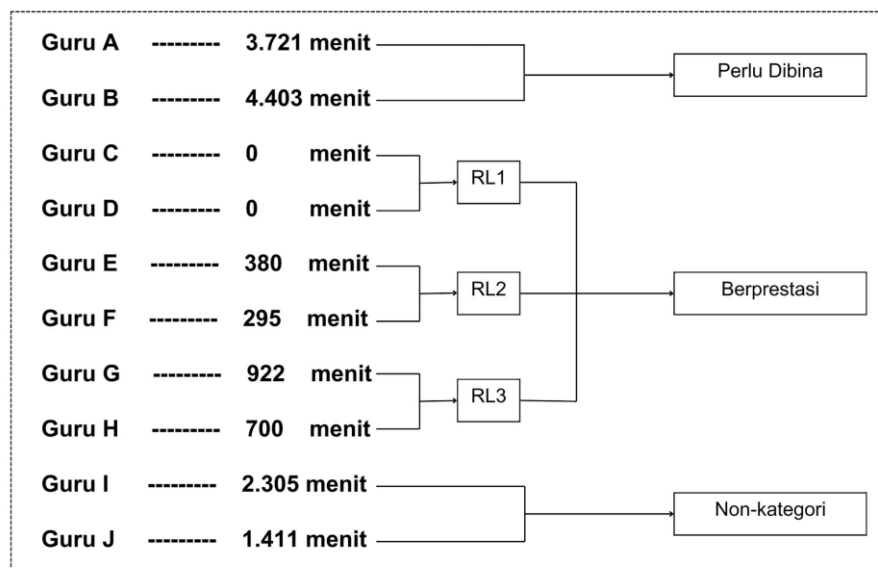 Guru A --------- 3.721 menit
Perlu Dibina
Guru B --------- 4.403 menit
Guru C --------- 0 menit
RL1
Guru D --------- 0 menit
Guru E --------- 380 menit
RL2
Berprestasi
Guru F --------- 295 menit
Guru G --------- 922 menit
RL3
Guru H --------- 700 menit
Guru I --------- 2.305 menit
Non-kategori
Guru J --------- 1.411 menit